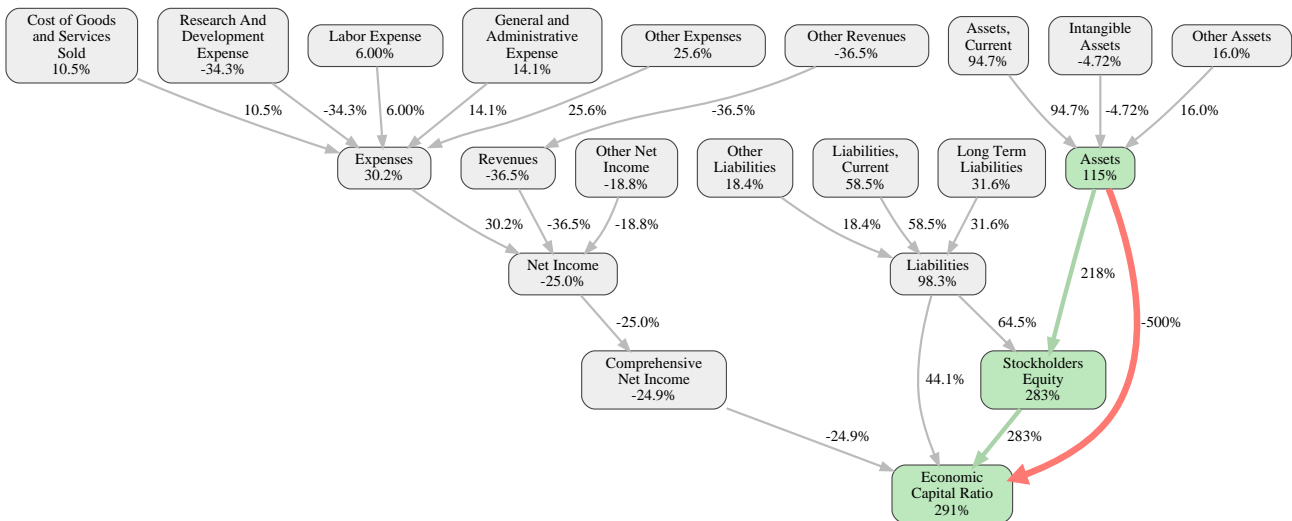 Cost of Goods
and Services
Sold
10.5%
Research And
Development
Expense
-34.3%
Labor Expense
6.00%
General and
Administrative
Expense
14.1%
Other Expenses
25.6%
Other Revenues
-36.5%
Assets,
Current
94.7%
Intangible
Assets
-4.72%
Other Assets
16.0%
10.5%
-34.3%
6.00%
14.1%
25.6%
-36.5%
94.7%
-4.72%
16.0%
Expenses
30.2%
Revenues
-36.5%
Other Net
Income
-18.8%
Other
Liabilities
18.4%
Liabilities,
Current
58.5%
Long Term
Liabilities
31.6%
Assets
115%
30.2%
-36.5%
-18.8%
18.4%
58.5%
31.6%
Net Income
-25.0%
Liabilities
98.3%
218%
-25.0%
64.5%
-500%
Comprehensive
Net Income
-24.9%
44.1%
Stockholders
Equity
283%
-24.9%
283%
Economic
Capital Ratio
291%